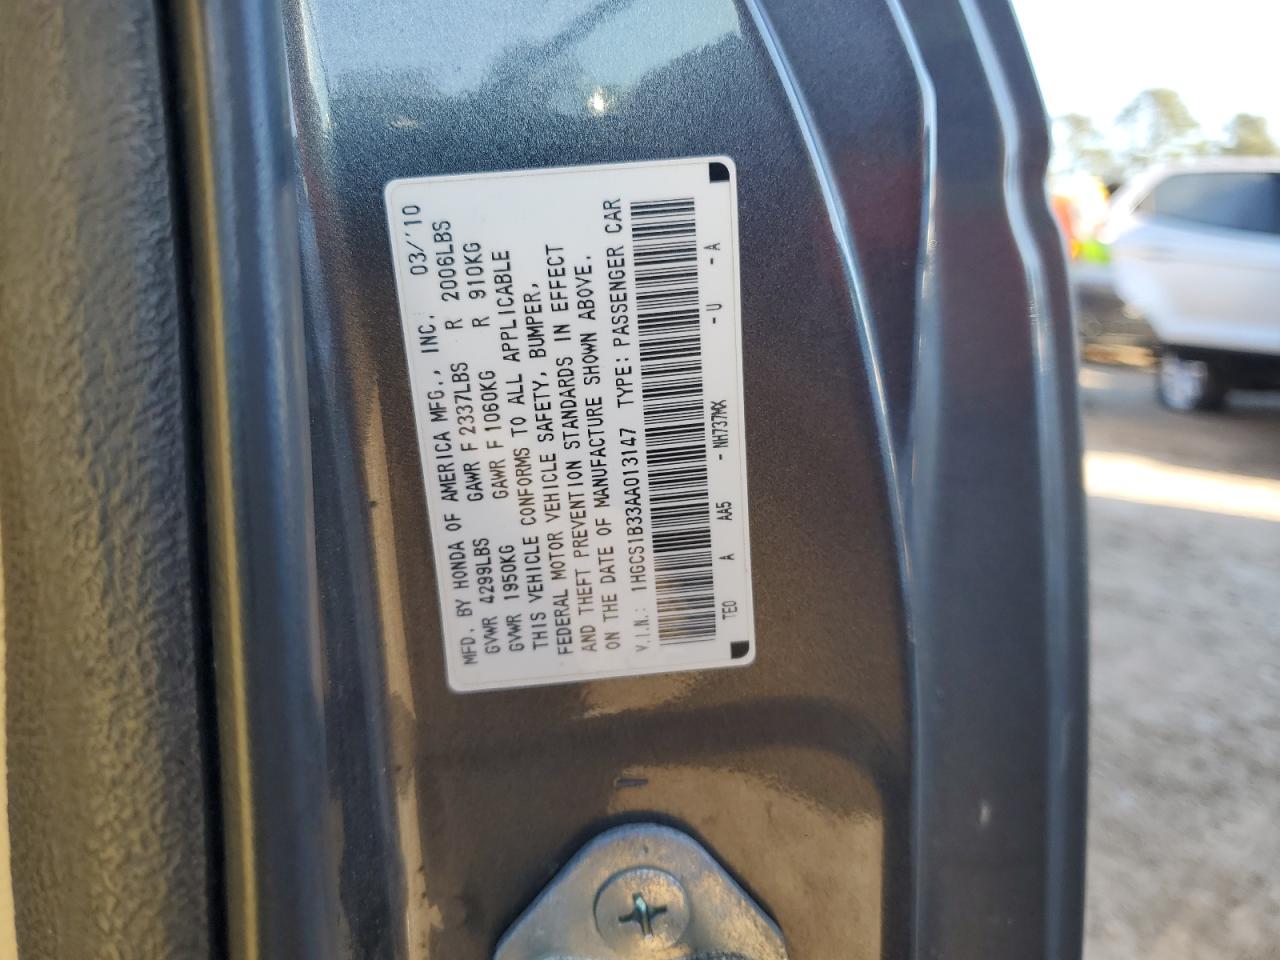 MFD. BY HONDA OF AMERICA MFG., INC. 03/'10
GVWR 4299LBS GAWR F 2337LBS R 2006LBS
GVWR 1950KG GAWR F 1060KG R 910KG
THIS VEHICLE CONFORMS TO ALL APPLICABLE
FEDERAL MOTOR VEHICLE SAFETY, BUMPER,
AND THEFT PREVENTION STANDARDS IN EFFECT
ON THE DATE OF MANUFACTURE SHOWN ABOVE.
V.I.N.: 1HGCS1B33AA013147 TYPE: PASSENGER CAR
TE0 A AA5 - NH737MX - U - A